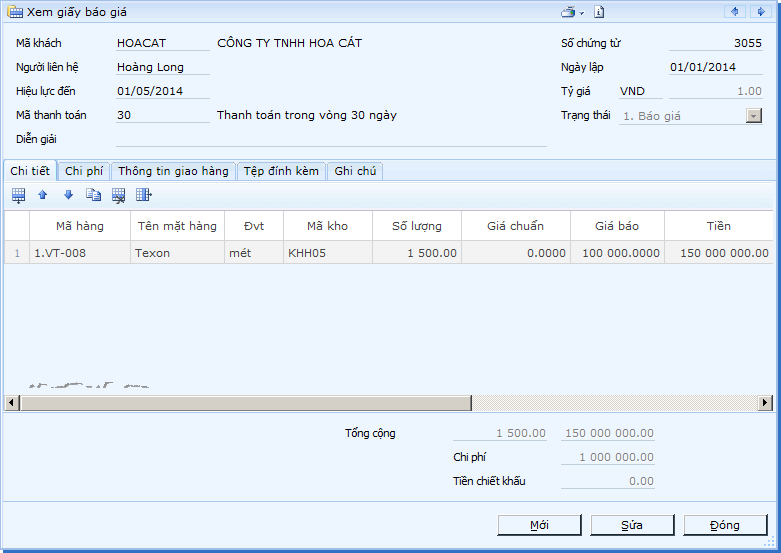 Xem giấy báo giá
Mã khách HOACAT CÔNG TY TNHH HOA CÁT Số chứng từ 3055
Người liên hệ Hoàng Long Ngày lập 01/01/2014
Hiệu lực đến 01/05/2014 Tỷ giá VND 1.00
Mã thanh toán 30 Thanh toán trong vòng 30 ngày Trạng thái 1. Báo giá
Diễn giải
Chi tiết Chi phí Thông tin giao hàng Tệp đính kèm Ghi chú
Mã hàng Tên mặt hàng Đvt Mã kho Số lượng Giá chuẩn Giá báo Tiền
1 1.VT-008 Texon mét KHH05 1 500.00 0.0000 100 000.0000 150 000 000.00
Tổng cộng 1 500.00 150 000 000.00
Chi phí 1 000 000.00
Tiền chiết khấu 0.00
Mới Sửa Đóng